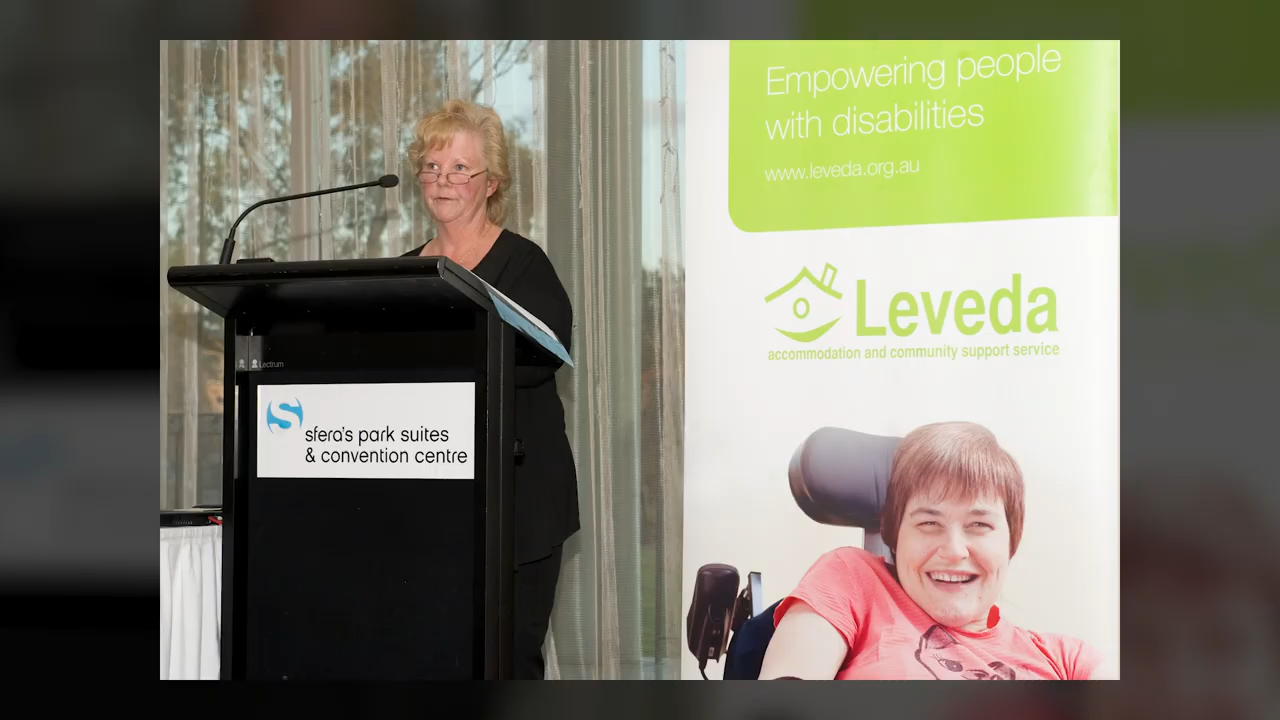 Empowering people
with disabilities
www.leveda.org.au
Leveda
accommodation and community support service
Lectrum
sfera's park suites
& convention centre